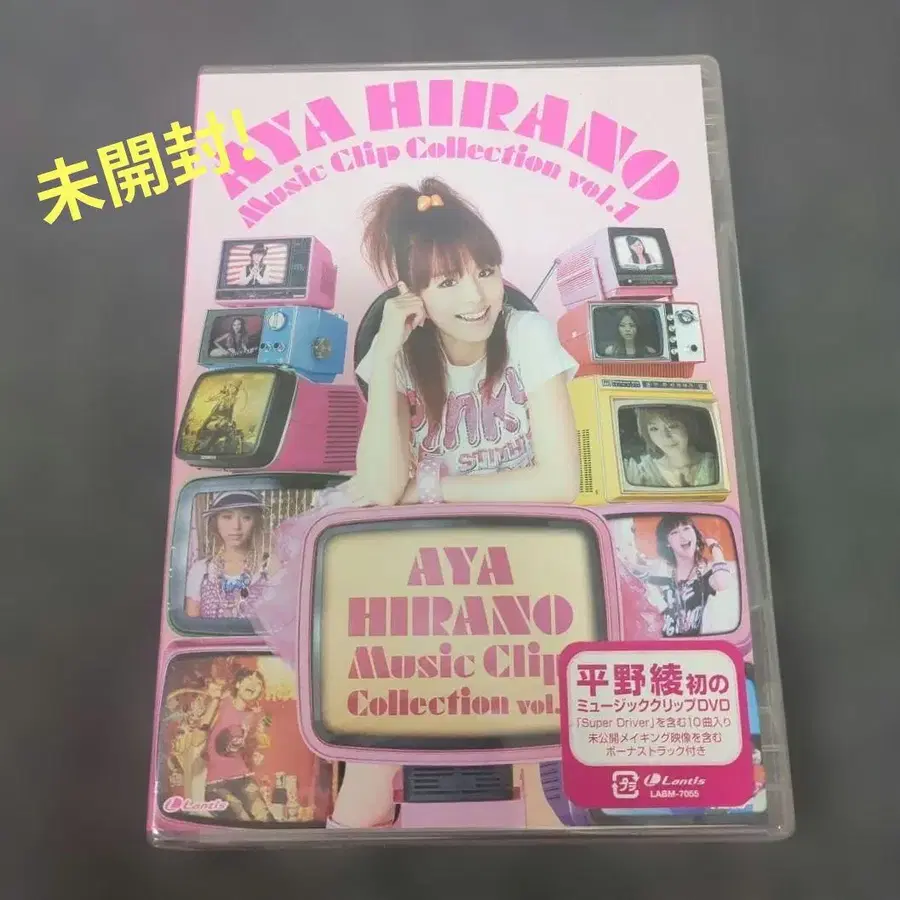 未開封!
AYA HIRANO
Music Clip Collection vol.1
PINK
AYA
HIRANO
Music Clip
Collection vol.
平野綾初の
ミュージッククリップDVD
「Super Driver」を含む10曲入り
未公開メイキング映像を含む
ボーナストラック付き
プラ
Lantis
LABM-7055
Lantis